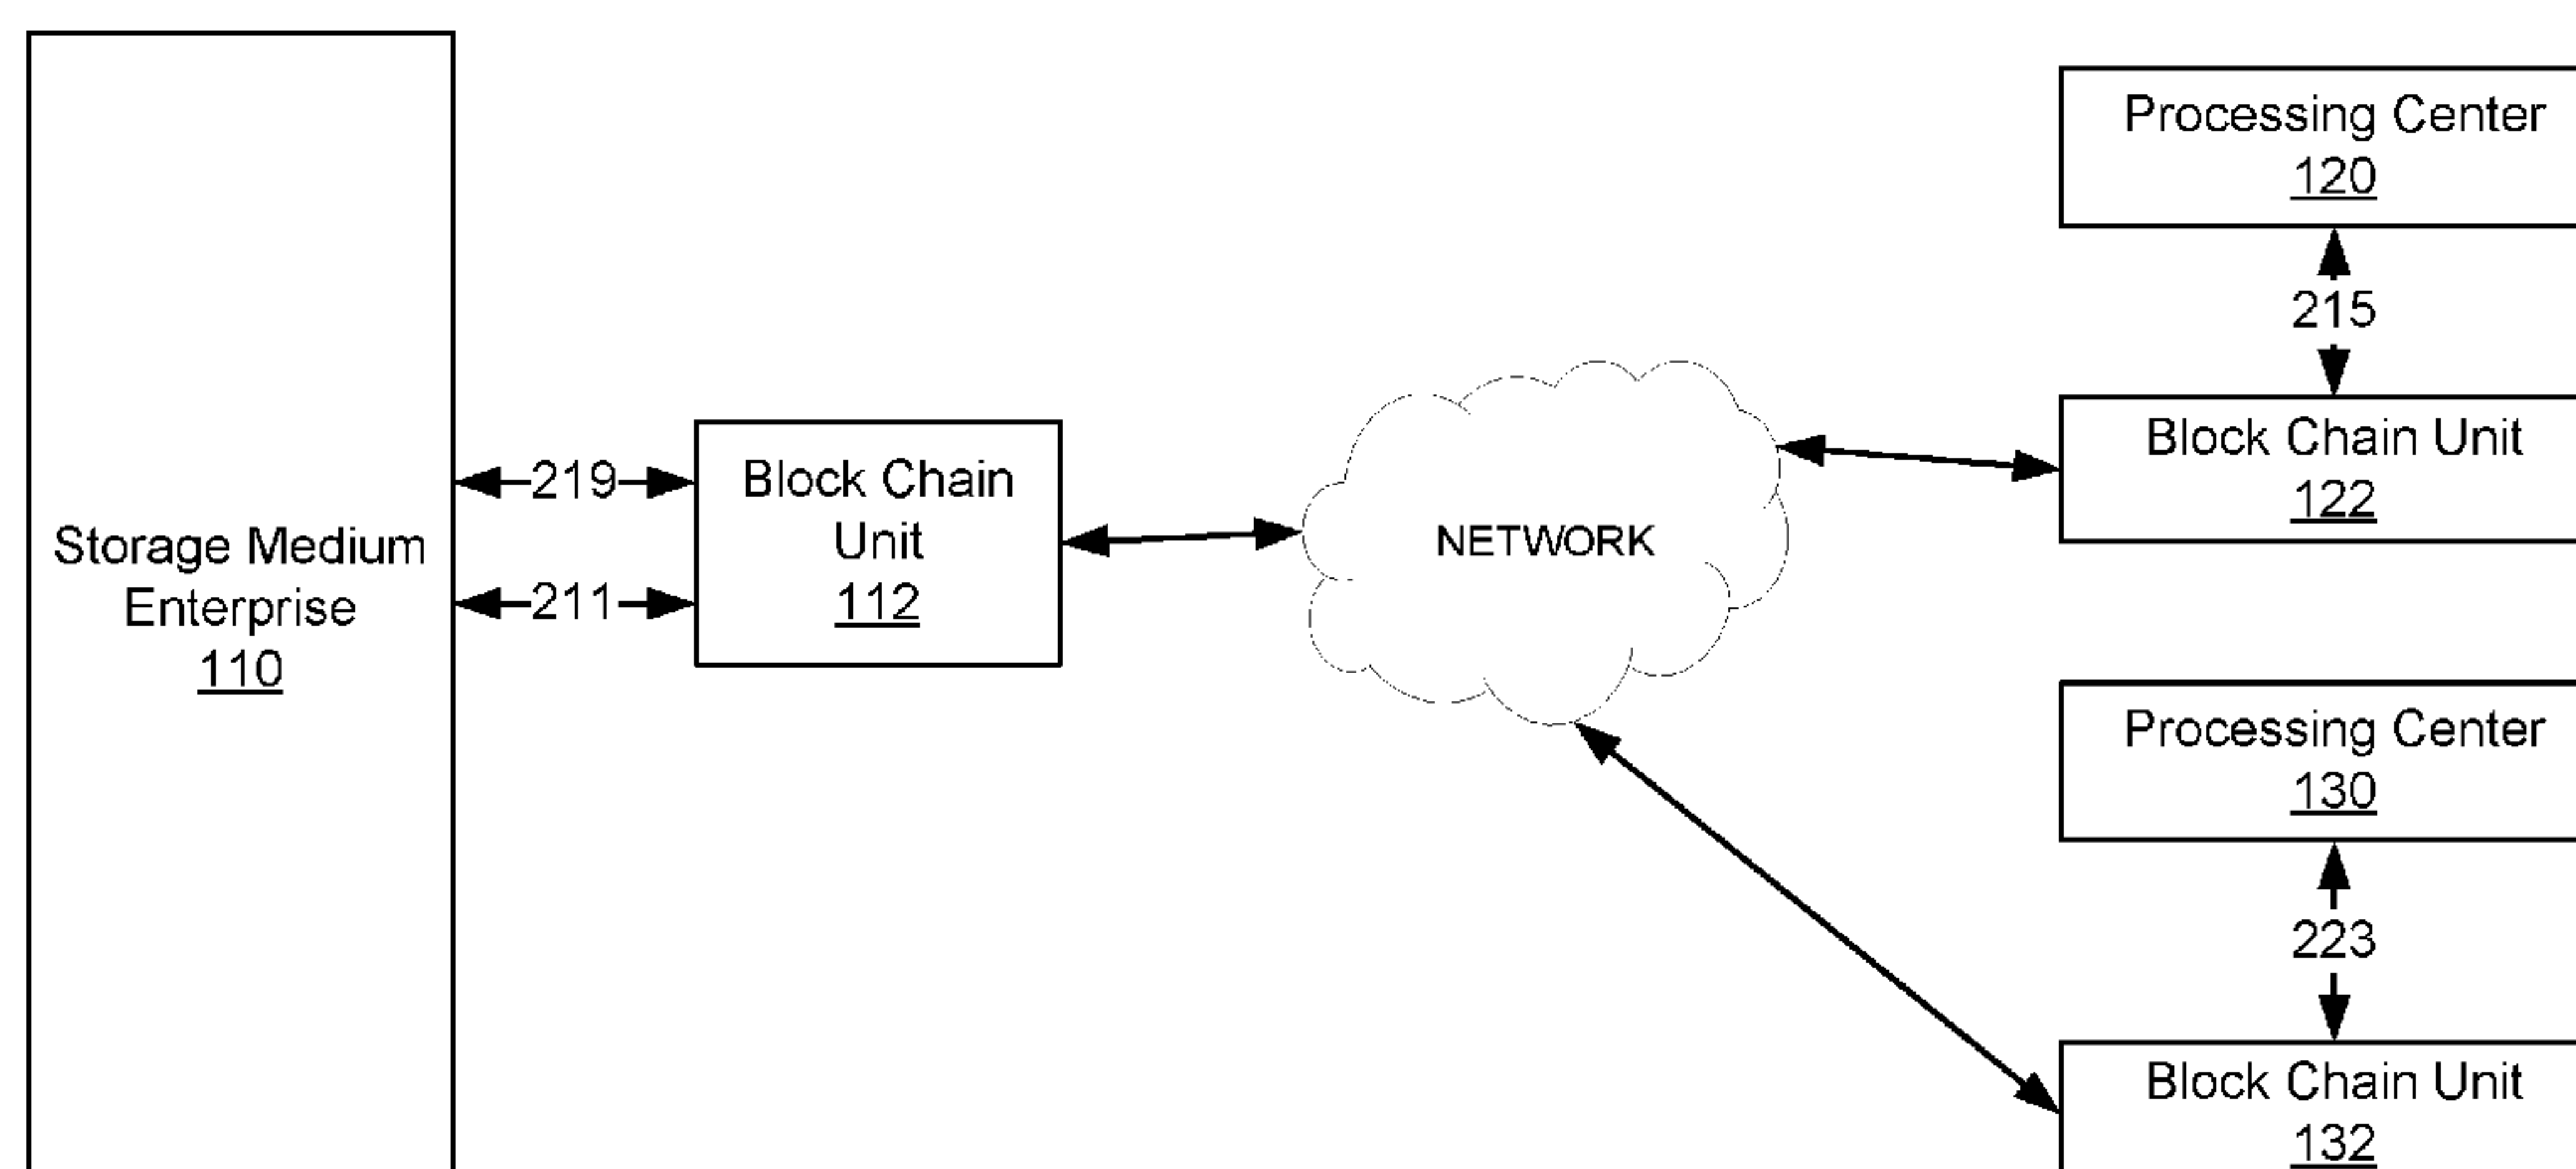 Storage Medium
Enterprise
110
219
211
Block Chain
Unit
112
NETWORK
Processing Center
120
215
Block Chain Unit
122
Processing Center
130
223
Block Chain Unit
132